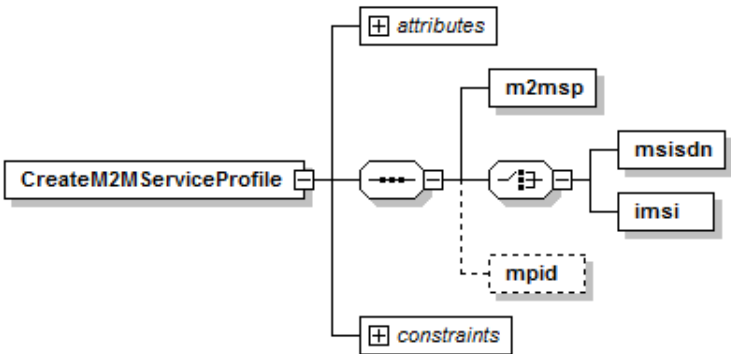 attributes
m2msp
CreateM2MServiceProfile
msisdn
imsi
mpid
constraints